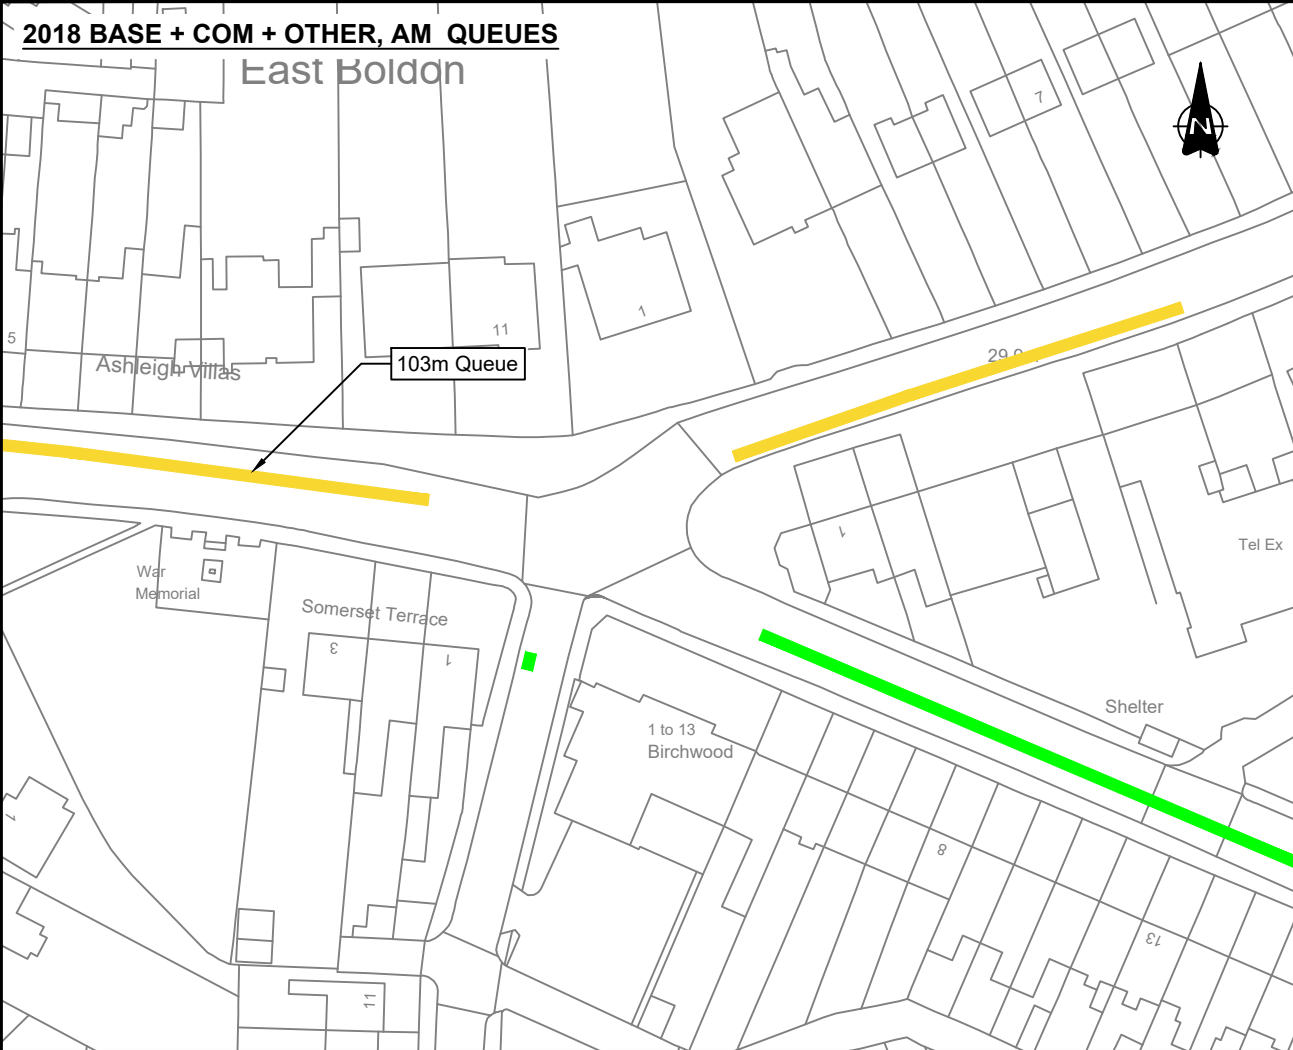 2018 BASE + COM + OTHER, AM  QUEUES
East Boldon
N
7
1
11
5
Ashleigh Villas
103m Queue
1
Tel Ex
War
Memorial
Somerset Terrace
3
1
Shelter
1 to 13
Birchwood
1
8
13
11